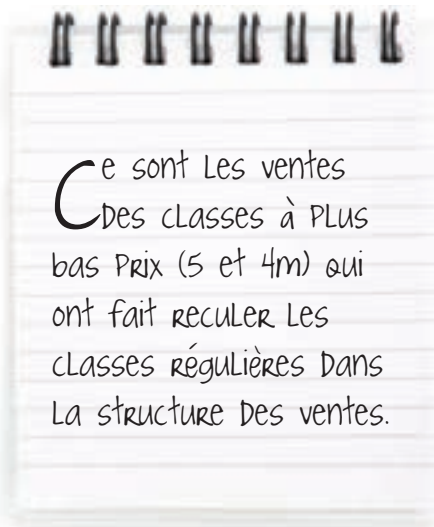 Ce sont les ventes
des classes à plus
bas prix (5 et 4m) qui
ont fait reculer les
classes régulières dans
la structure des ventes.